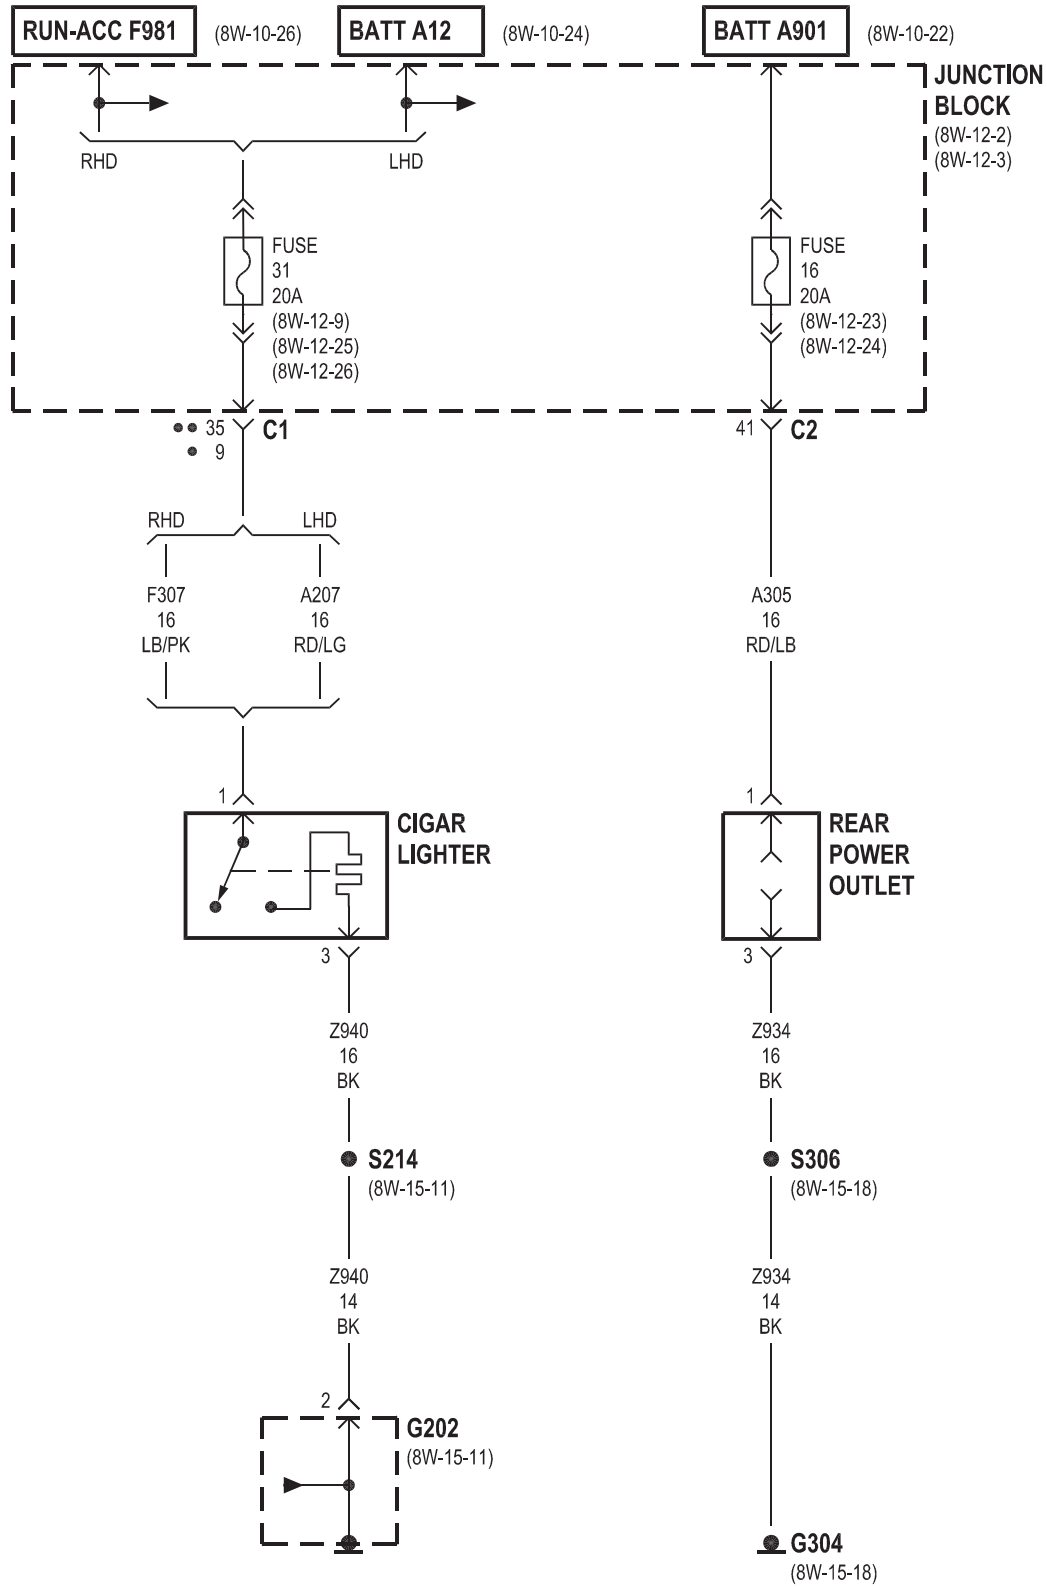 RUN-ACC F981 (8W-10-26) BATT A12 (8W-10-24) BATT A901 (8W-10-22)
JUNCTION
BLOCK
(8W-12-2)
(8W-12-3)
RHD LHD
FUSE
31
20A
(8W-12-9)
(8W-12-25)
(8W-12-26)
FUSE
16
20A
(8W-12-23)
(8W-12-24)
35 C1
9
41 C2
RHD LHD
F307
16
LB/PK
A207
16
RD/LG
A305
16
RD/LB
1
CIGAR
LIGHTER
3
1
REAR
POWER
OUTLET
3
Z940
16
BK
Z934
16
BK
S214
(8W-15-11)
S306
(8W-15-18)
Z940
14
BK
Z934
14
BK
2
G202
(8W-15-11)
G304
(8W-15-18)